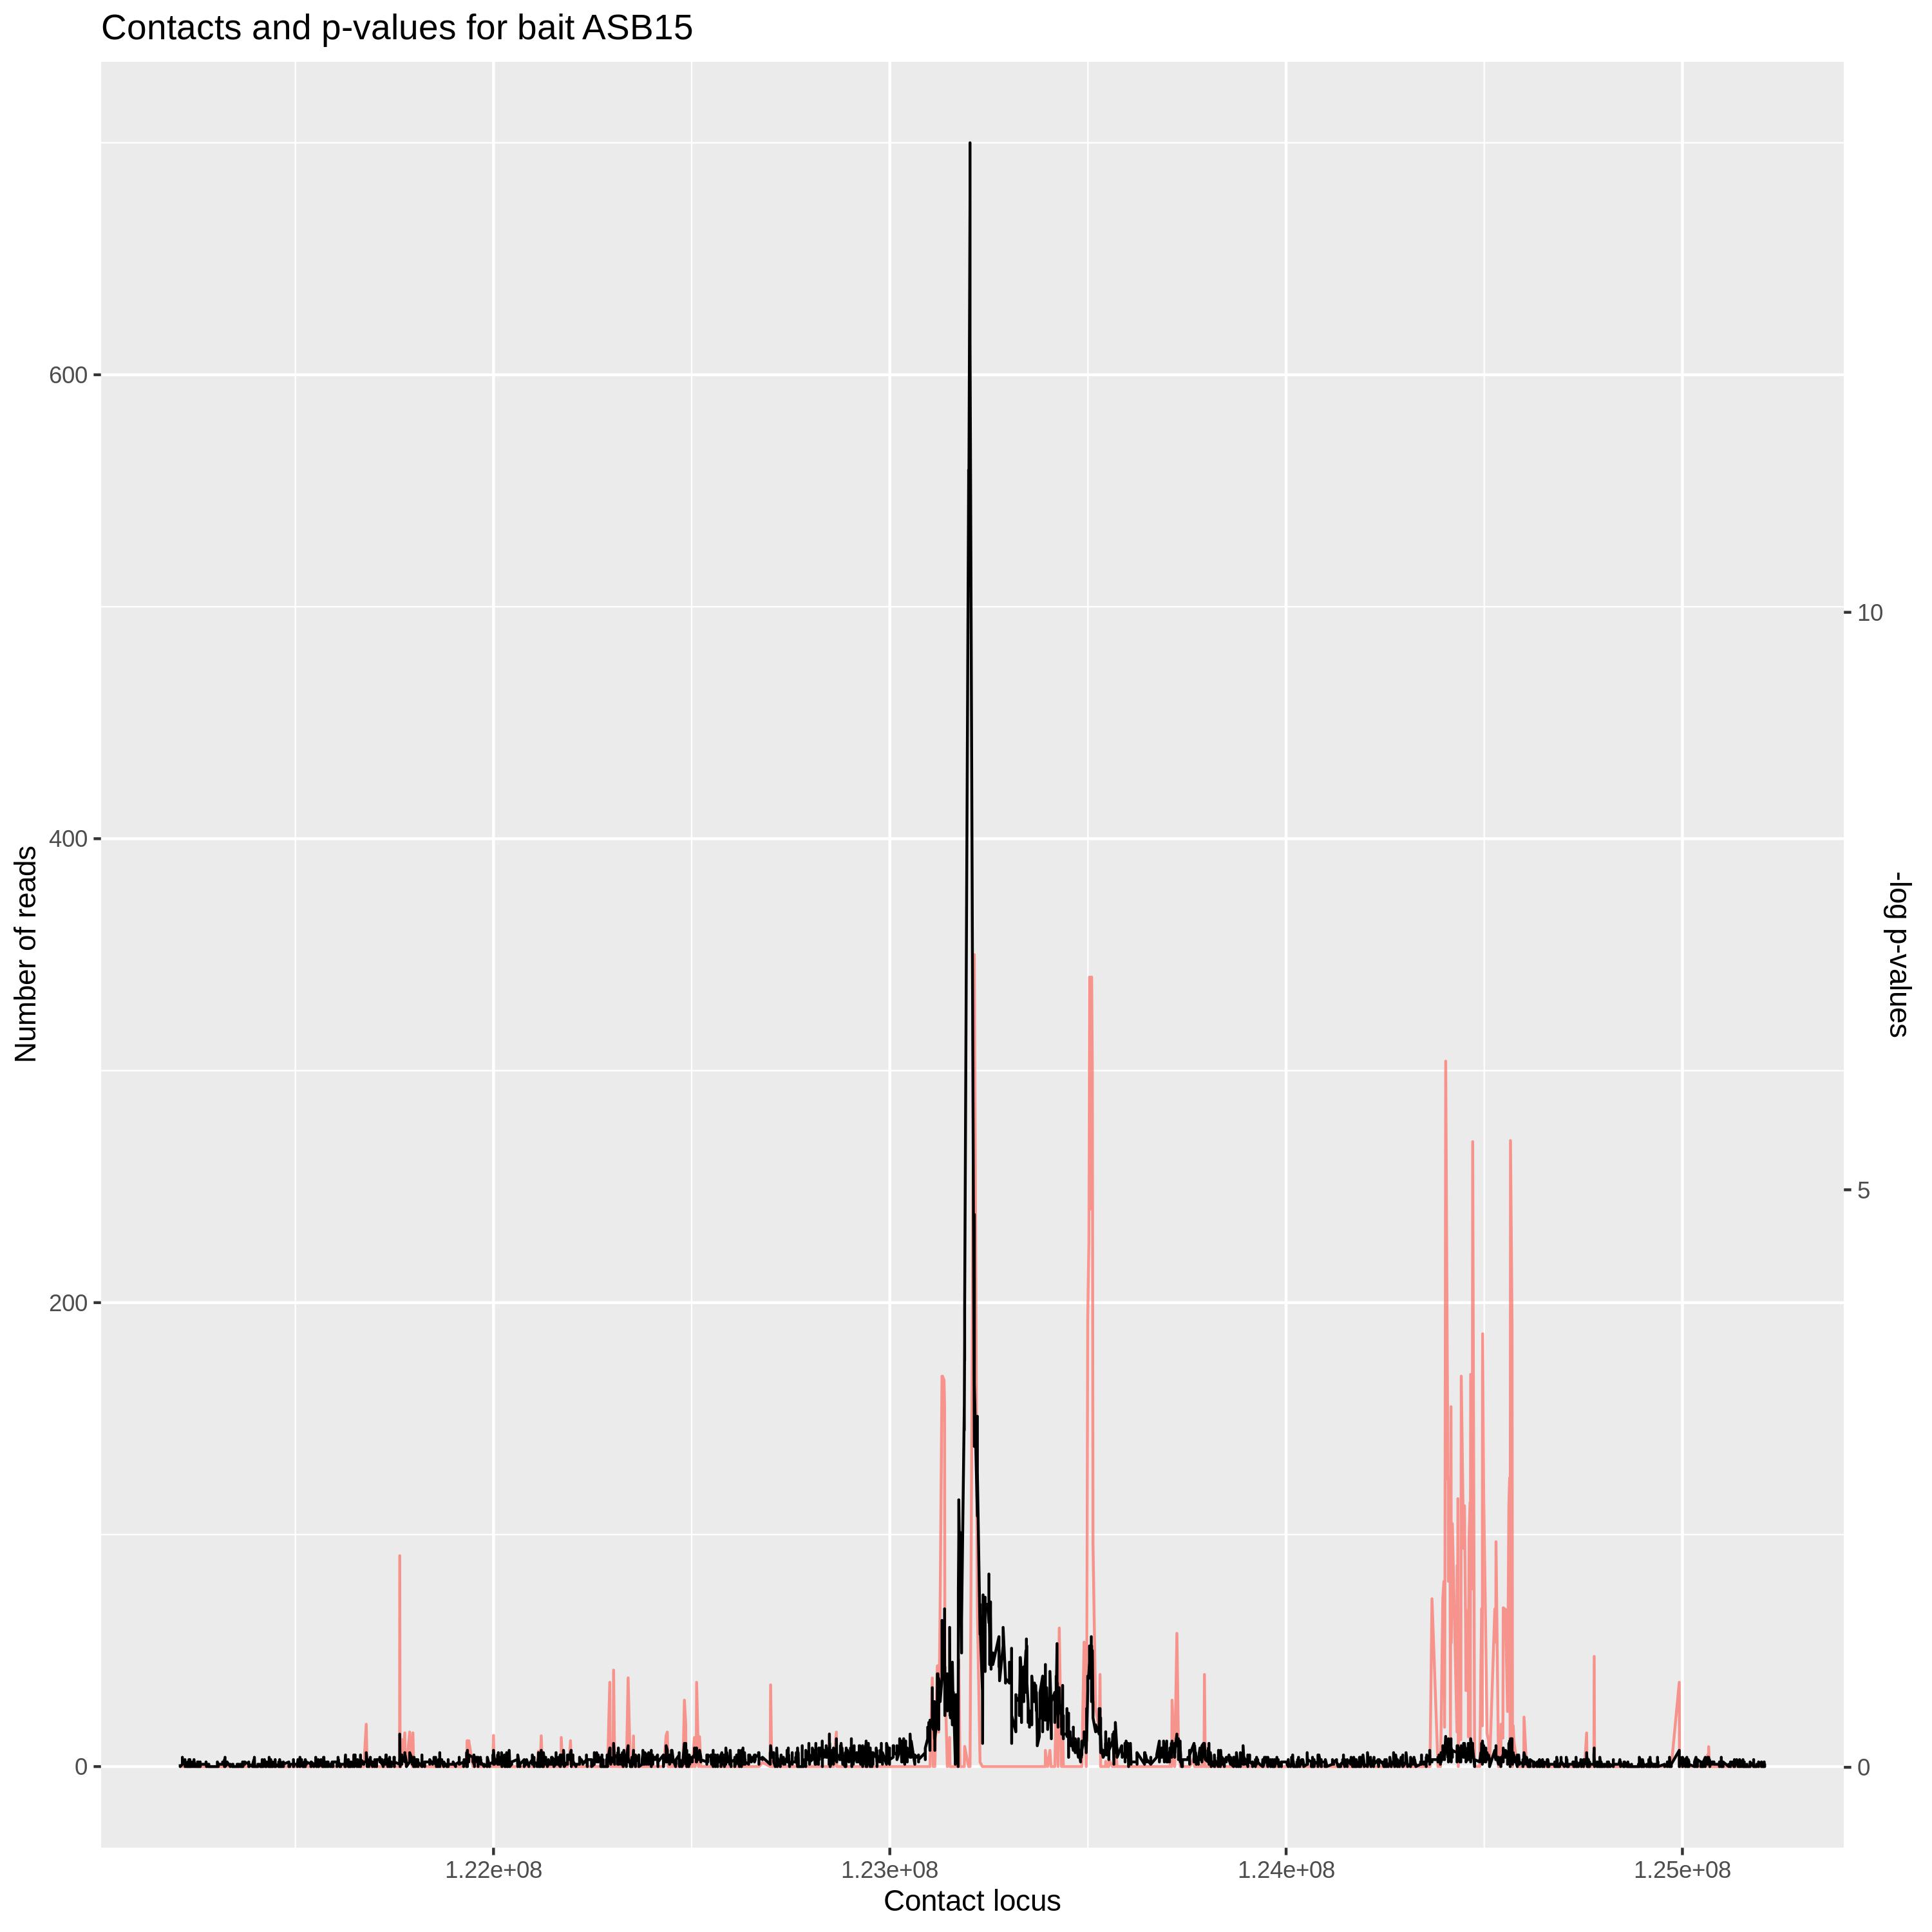 Contacts and p-values for bait ASB15
600
400
200
0
Number of reads
10
5
0
-log p-values
1.22e+08
1.23e+08
1.24e+08
1.25e+08
Contact locus